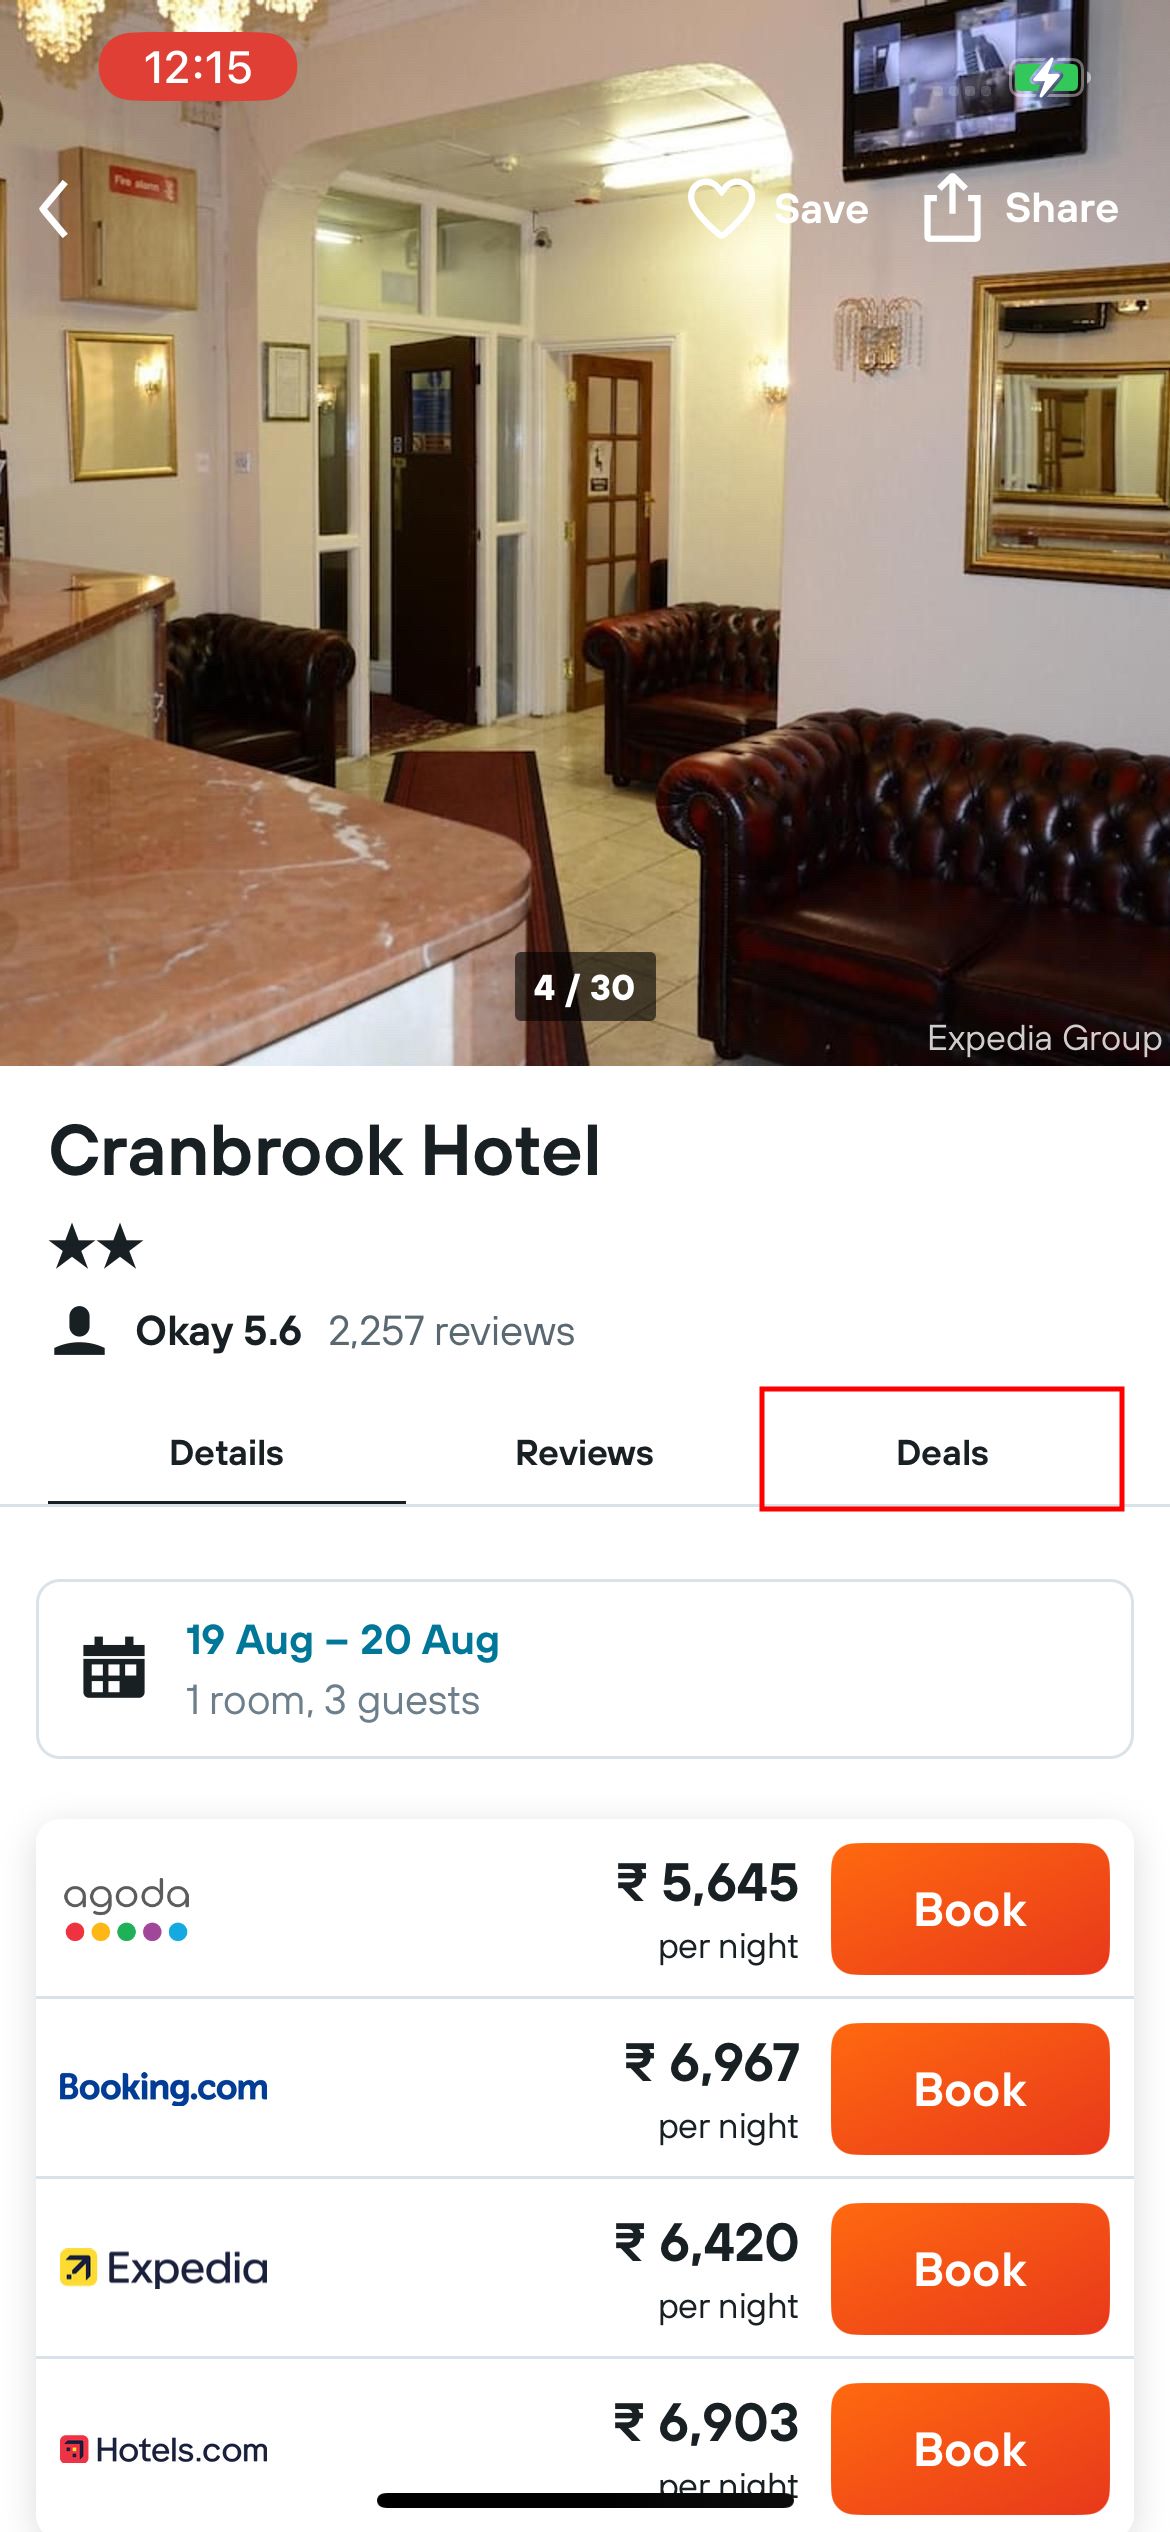 12:15
Fire alarm
Save
Share
4 / 30
Expedia Group
Cranbrook Hotel
Okay 5.6 2,257 reviews
Details Reviews Deals
19 Aug – 20 Aug
1 room, 3 guests
agoda
₹ 5,645
per night
Book
Booking.com
₹ 6,967
per night
Book
Expedia
₹ 6,420
per night
Book
Hotels.com
₹ 6,903
per night
Book